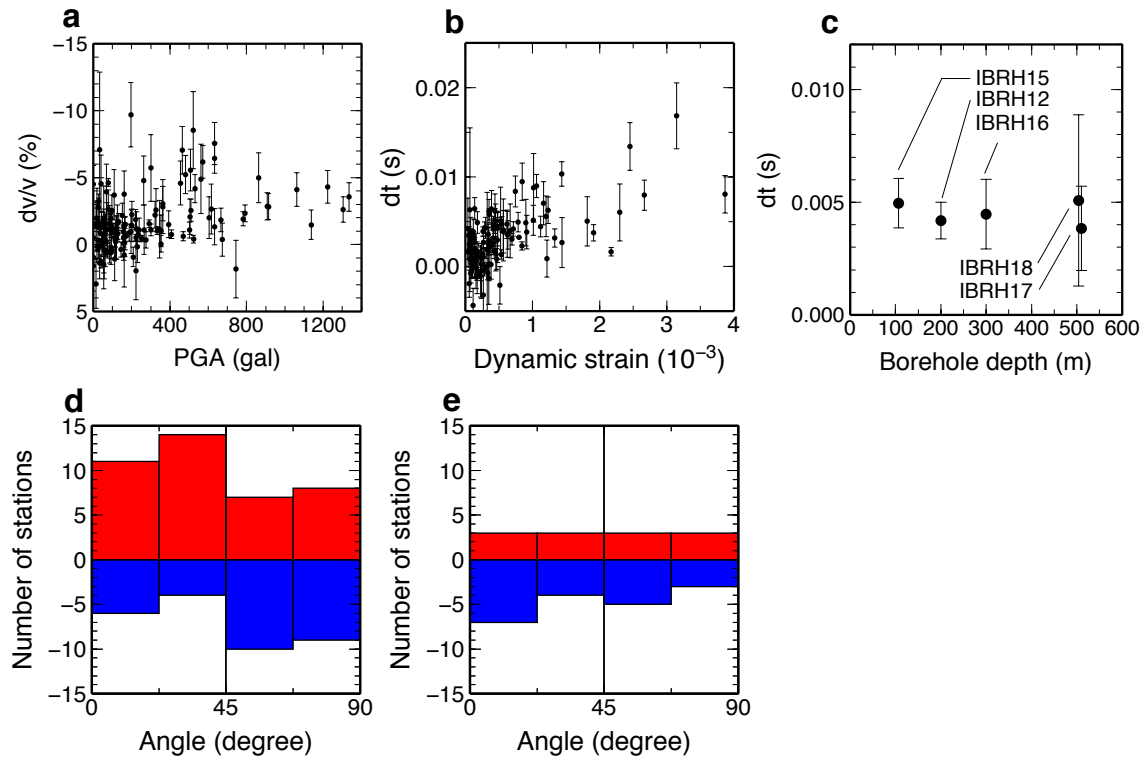 a
−15
−10
−5
0
5
dv/v (%)
0 400 800 1200
PGA (gal)
b
0.02
0.01
0.00
dt (s)
0 1 2 3 4
Dynamic strain (10⁻³)
c
0.010
0.005
0.000
dt (s)
IBRH15
IBRH12
IBRH16
IBRH18
IBRH17
0 100 200 300 400 500 600
Borehole depth (m)
d
15
10
5
0
−5
−10
−15
Number of stations
0 45 90
Angle (degree)
e
15
10
5
0
−5
−10
−15
Number of stations
0 45 90
Angle (degree)